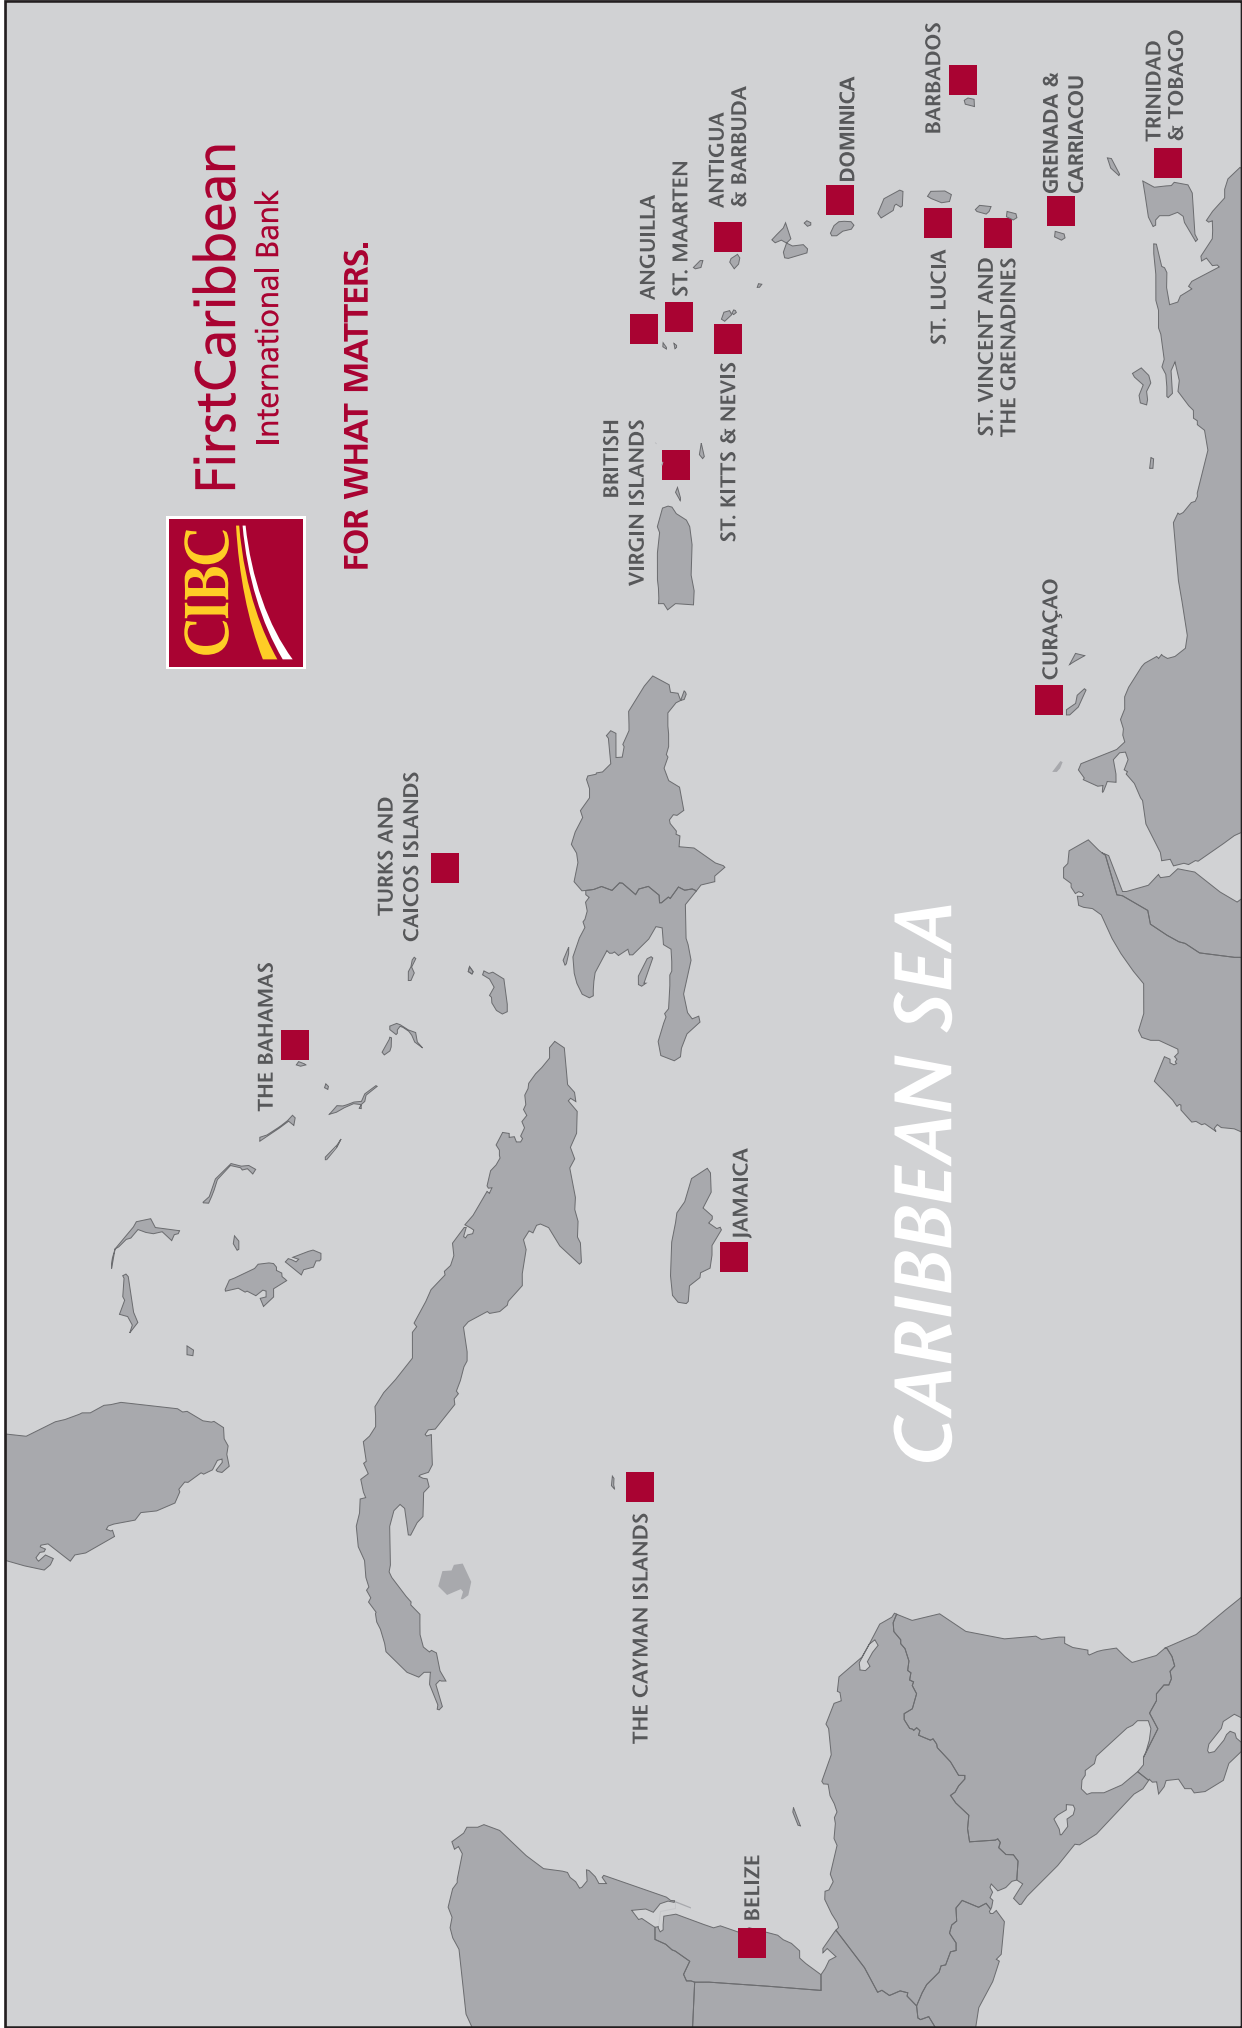 CIBC
FirstCaribbean
International Bank
FOR WHAT MATTERS.
THE BAHAMAS
TURKS AND
CAICOS ISLANDS
BRITISH
VIRGIN ISLANDS
ANGUILLA
ST. MAARTEN
ANTIGUA
& BARBUDA
ST. KITTS & NEVIS
THE CAYMAN ISLANDS
JAMAICA
BELIZE
DOMINICA
CARIBBEAN SEA
ST. LUCIA
BARBADOS
ST. VINCENT AND
THE GRENADINES
CURAÇAO
GRENADA &
CARRIACOU
TRINIDAD
& TOBAGO